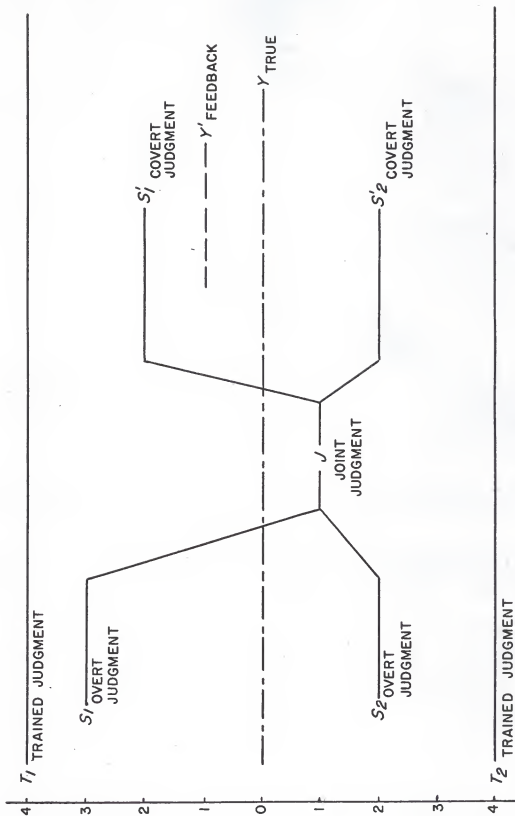 T1 TRAINED JUDGMENT
4
3
2
1
0
1
2
3
4
S1 OVERT
JUDGMENT
S2 OVERT
JUDGMENT
J
JOINT
JUDGMENT
S'1 COVERT
JUDGMENT
Y' FEEDBACK
Y TRUE
S'2 COVERT
JUDGMENT
T2 TRAINED JUDGMENT